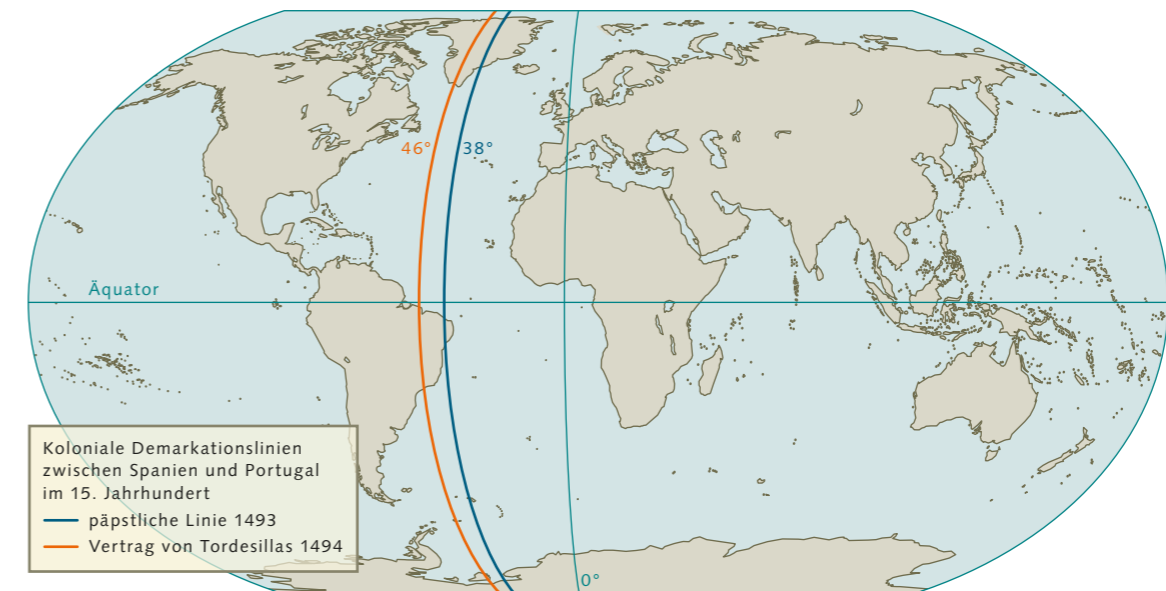 46°
38°
Äquator
Koloniale Demarkationslinien
zwischen Spanien und Portugal
im 15. Jahrhundert
päpstliche Linie 1493
Vertrag von Tordesillas 1494
0°